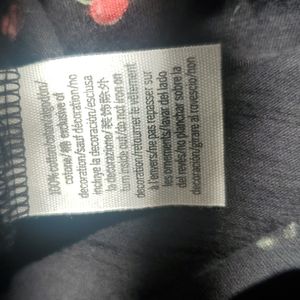 100% cotton/coton/algodón/
cotone/棉 exclusive of
decoration/sauf décoration/no
incluye la decoración/esclusa
la decorazione/装饰除外
turn inside out/do not iron on
decoration/retourner le vêtement
à l'envers/ne pas repasser sur
les ornements/lavar del lado
del revés/no planchar sobre la
decoración/girare al rovescio/non